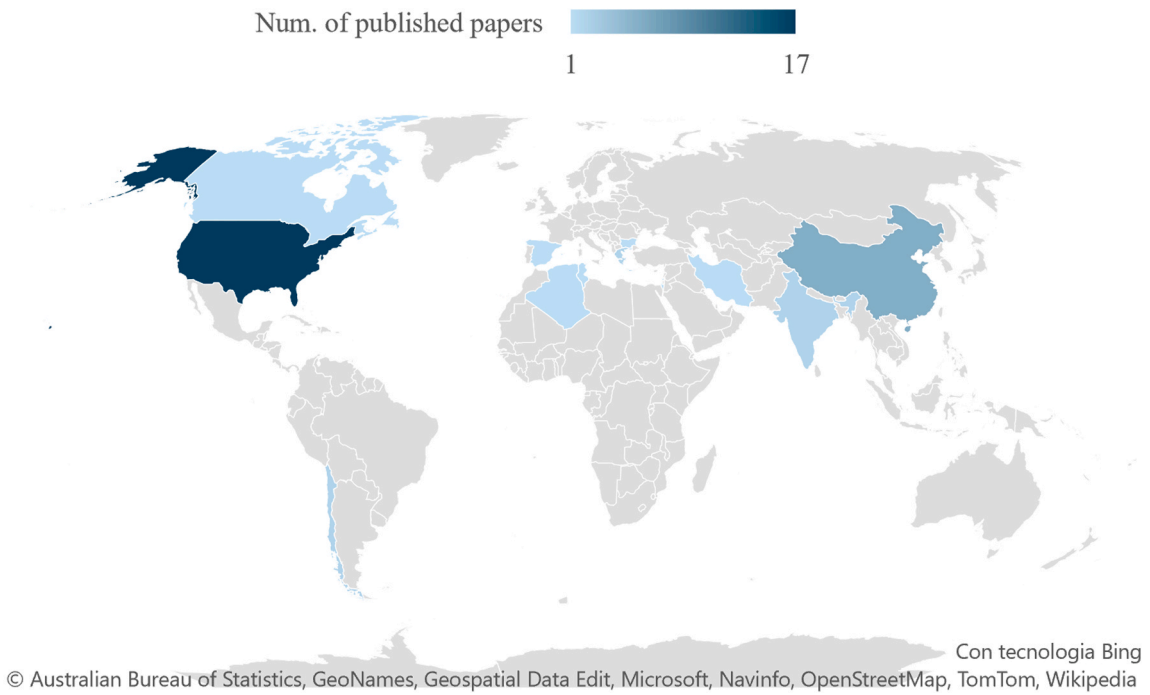 Num. of published papers
1 17
Con tecnologia Bing
© Australian Bureau of Statistics, GeoNames, Geospatial Data Edit, Microsoft, Navinfo, OpenStreetMap, TomTom, Wikipedia